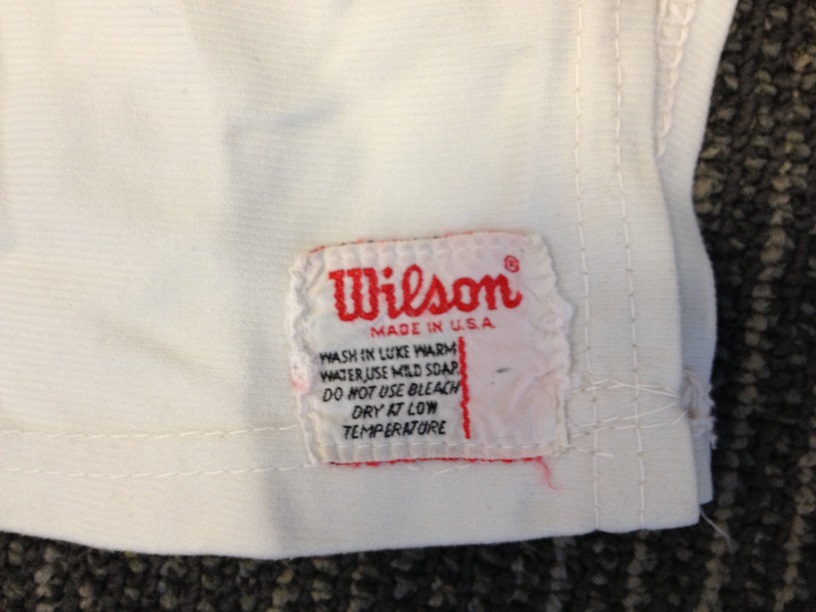 Wilson®
MADE IN U.S.A
WASH IN LUKE WARM
WATER,USE MILD SOAP.
DO NOT USE BLEACH
DRY AT LOW
TEMPERATURE